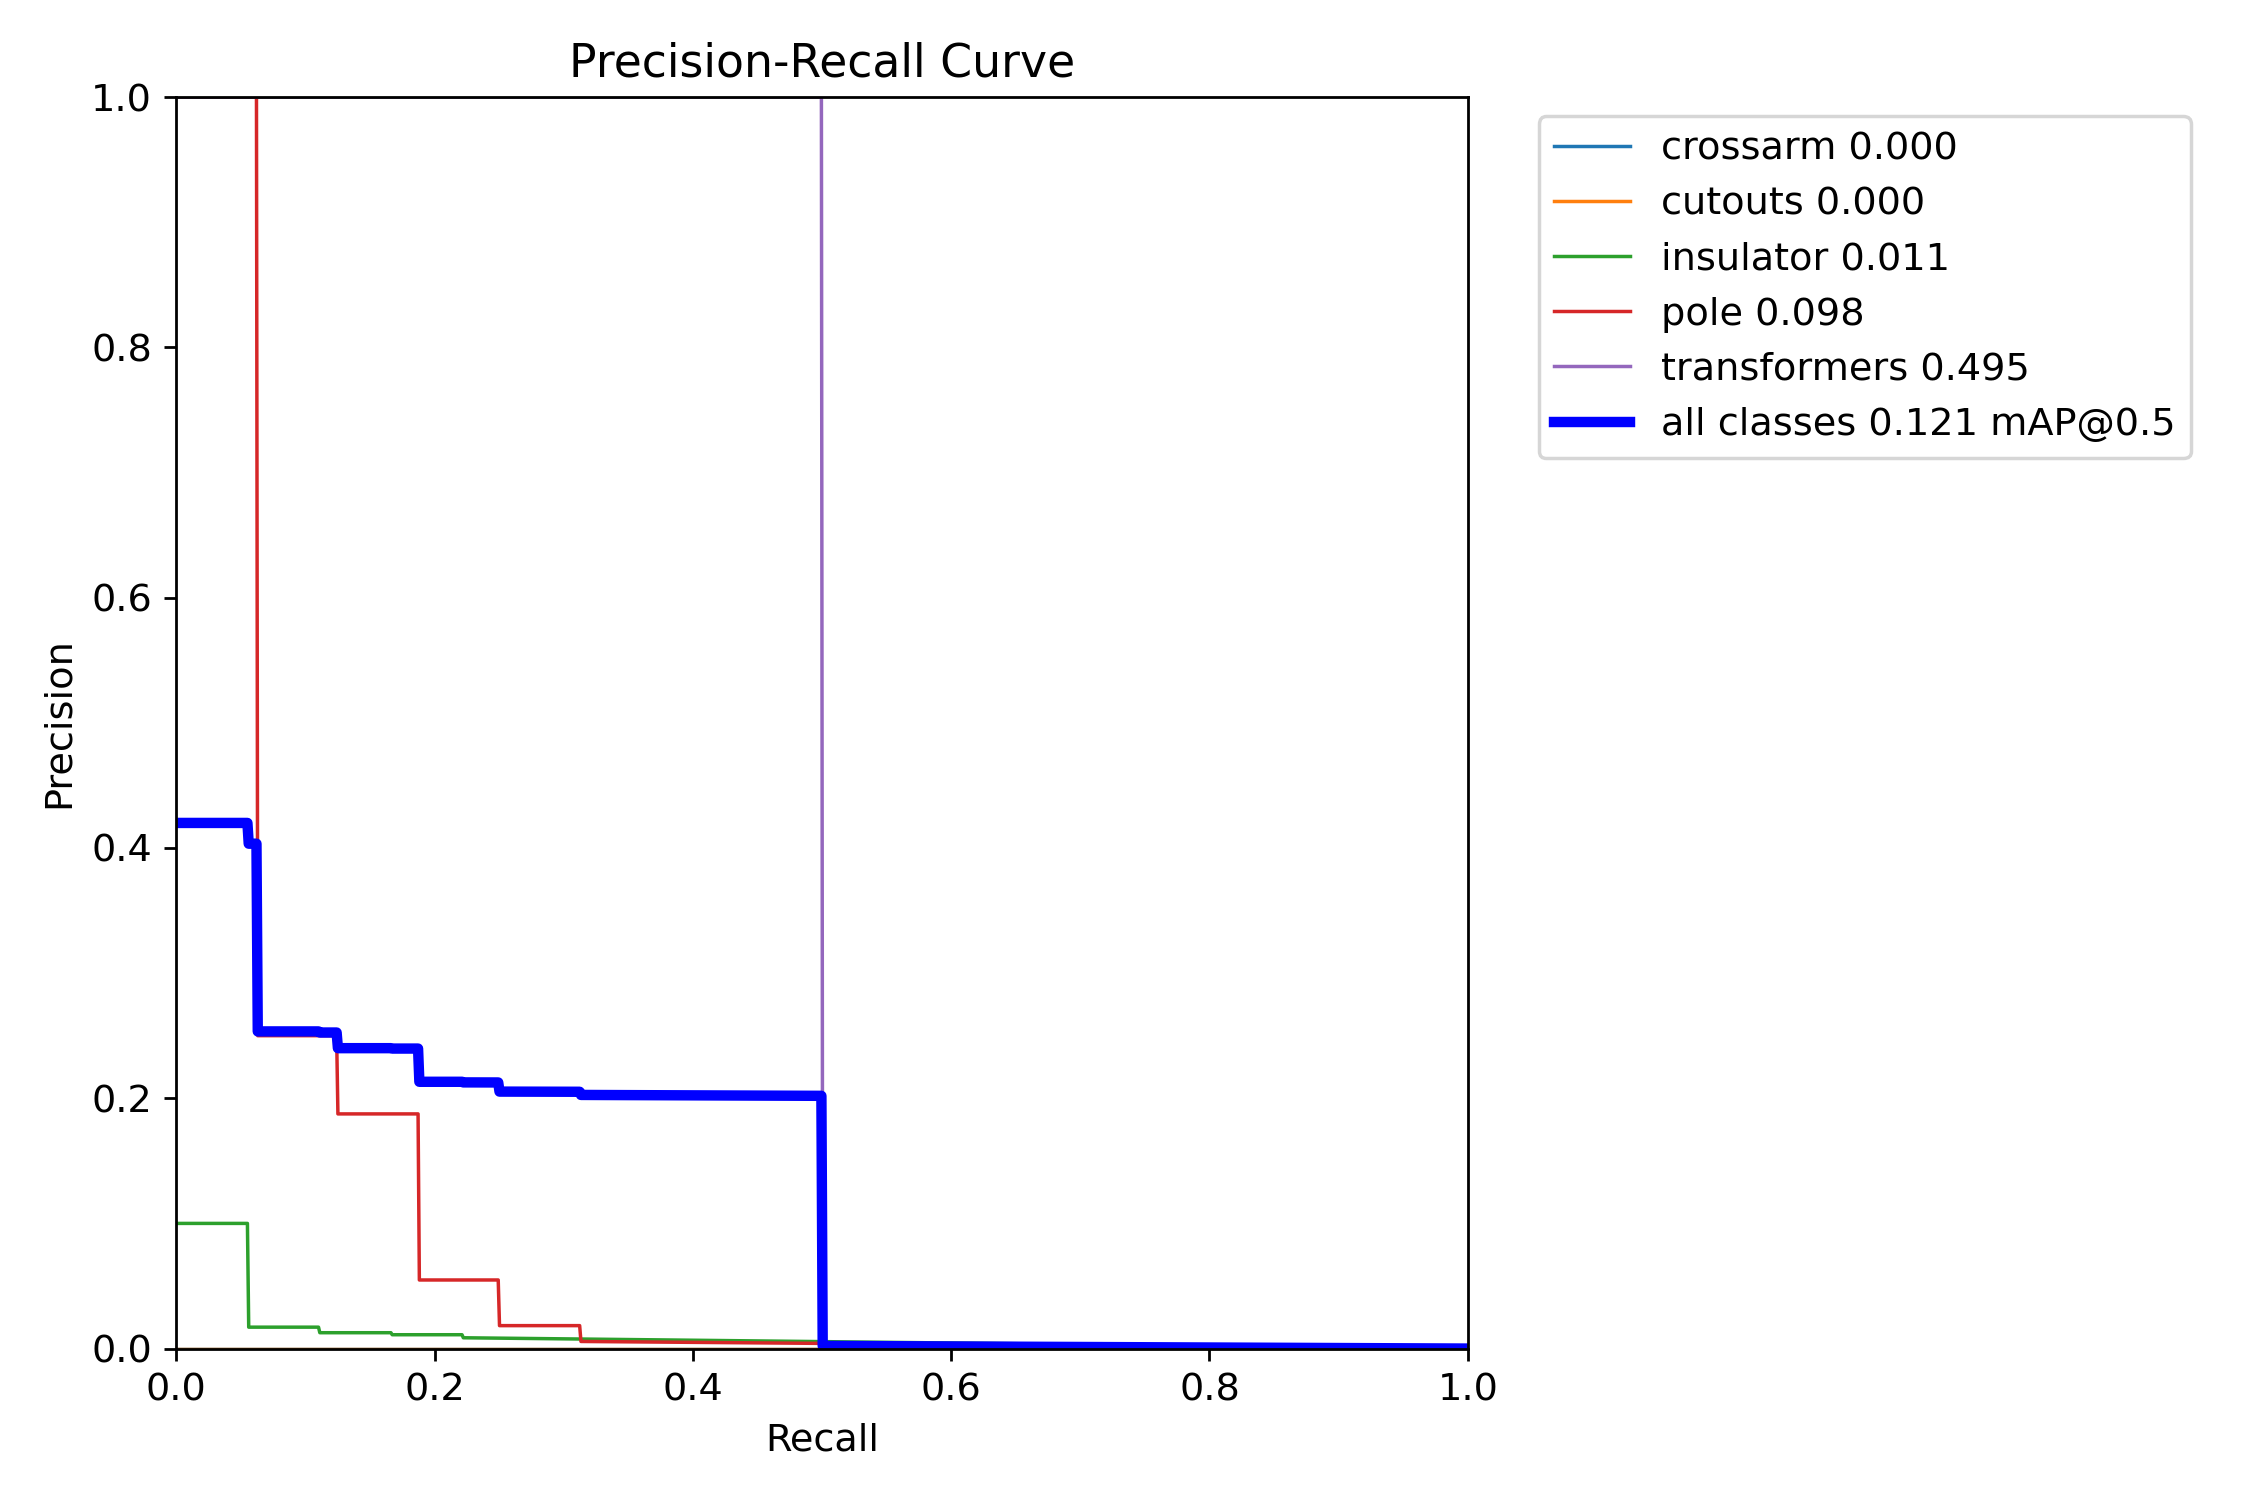 Precision-Recall Curve
1.0
0.8
0.6
0.4
0.2
0.0
Precision
0.0 0.2 0.4 0.6 0.8 1.0
Recall
crossarm 0.000
cutouts 0.000
insulator 0.011
pole 0.098
transformers 0.495
all classes 0.121 mAP@0.5